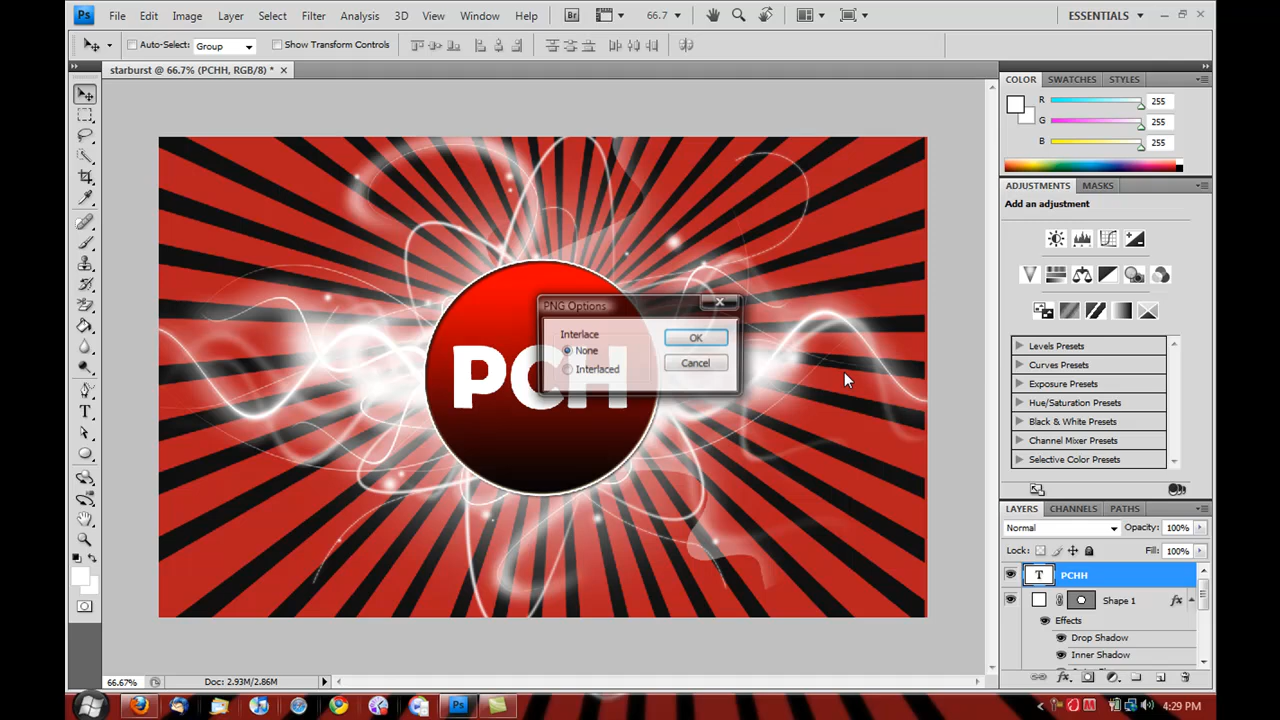 Ps File Edit Image Layer Select Filter Analysis 3D View Window Help Br 66.7 ESSENTIALS
Auto-Select: Group Show Transform Controls
starburst @ 66.7% (PCHH, RGB/8) *
COLOR SWATCHES STYLES
R 255
G 255
B 255
ADJUSTMENTS MASKS
Add an adjustment
PNG Options
Interlace
None
Interlaced
OK
Cancel
PCH
Levels Presets
Curves Presets
Exposure Presets
Hue/Saturation Presets
Black & White Presets
Channel Mixer Presets
Selective Color Presets
LAYERS CHANNELS PATHS
Normal Opacity: 100%
Lock: Fill: 100%
T PCHH
Shape 1 fx
Effects
Drop Shadow
Inner Shadow
66.67% Doc: 2.93M/2.86M
4:29 PM